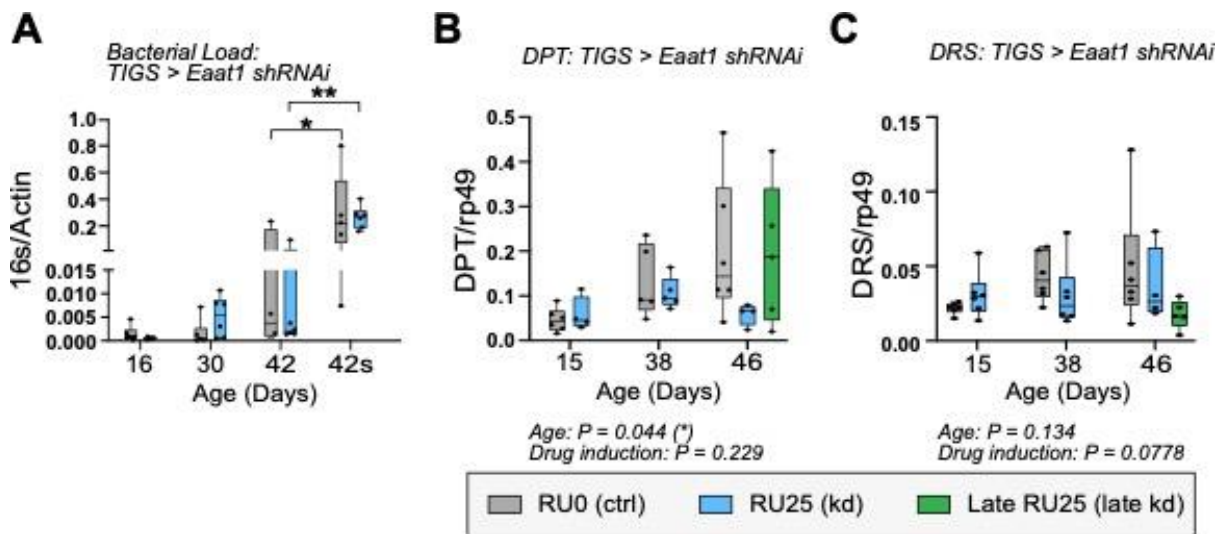 A
Bacterial Load:
TIGS > Eaat1 shRNAi
**
*
1.0
0.8
0.6
0.4
0.2
0.015
0.010
0.005
0.000
16s/Actin
16 30 42 42s
Age (Days)
B
DPT: TIGS > Eaat1 shRNAi
0.5
0.4
0.3
0.2
0.1
0.0
DPT/rp49
15 38 46
Age (Days)
Age: P = 0.044 (*)
Drug induction: P = 0.229
C
DRS: TIGS > Eaat1 shRNAi
0.15
0.10
0.05
0.00
DRS/rp49
15 38 46
Age (Days)
Age: P = 0.134
Drug induction: P = 0.0778
RU0 (ctrl) RU25 (kd) Late RU25 (late kd)